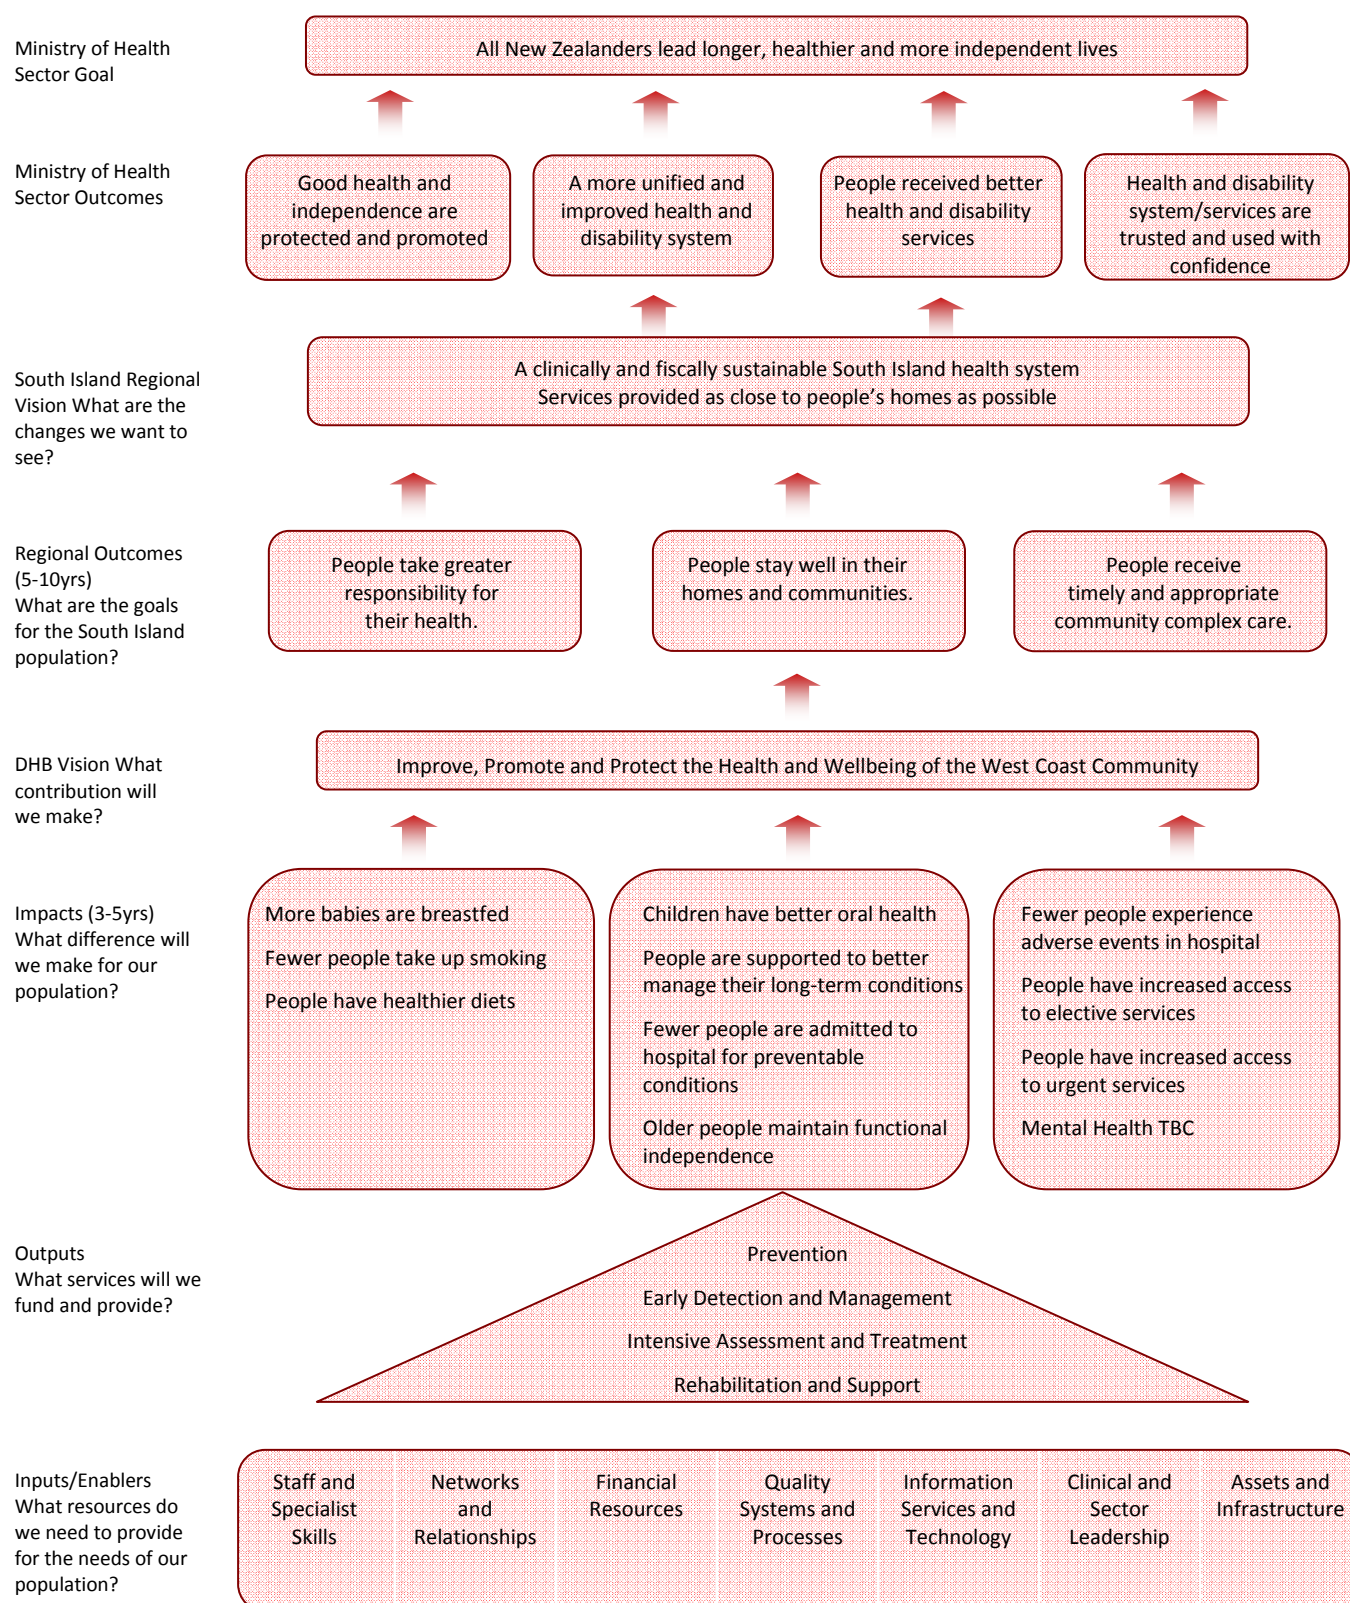 Ministry of Health
Sector Goal
All New Zealanders lead longer, healthier and more independent lives
Ministry of Health
Sector Outcomes
Good health and
independence are
protected and promoted
A more unified and
improved health and
disability system
People received better
health and disability
services
Health and disability
system/services are
trusted and used with
confidence
South Island Regional
Vision What are the
changes we want to
see?
A clinically and fiscally sustainable South Island health system
Services provided as close to people's homes as possible
Regional Outcomes
(5-10yrs)
What are the goals
for the South Island
population?
People take greater
responsibility for
their health.
People stay well in their
homes and communities.
People receive
timely and appropriate
community complex care.
DHB Vision What
contribution will
we make?
Improve, Promote and Protect the Health and Wellbeing of the West Coast Community
Impacts (3-5yrs)
What difference will
we make for our
population?
More babies are breastfed
Fewer people take up smoking
People have healthier diets
Children have better oral health
People are supported to better
manage their long-term conditions
Fewer people are admitted to
hospital for preventable
conditions
Older people maintain functional
independence
Fewer people experience
adverse events in hospital
People have increased access
to elective services
People have increased access
to urgent services
Mental Health TBC
Outputs
What services will we
fund and provide?
Prevention
Early Detection and Management
Intensive Assessment and Treatment
Rehabilitation and Support
Inputs/Enablers
What resources do
we need to provide
for the needs of our
population?
Staff and
Specialist
Skills
Networks
and
Relationships
Financial
Resources
Quality
Systems and
Processes
Information
Services and
Technology
Clinical and
Sector
Leadership
Assets and
Infrastructure